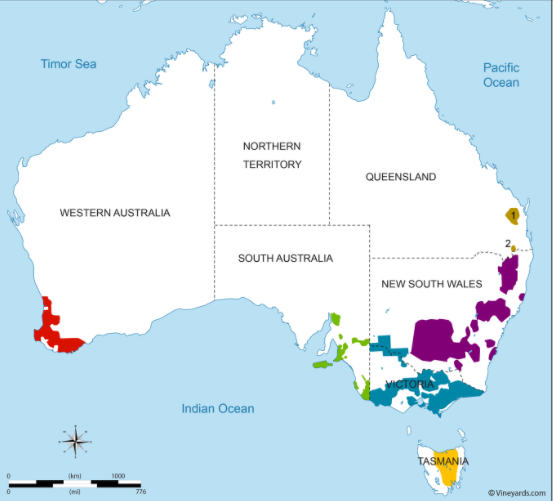 Timor Sea
Pacific
Ocean
NORTHERN
TERRITORY
QUEENSLAND
WESTERN AUSTRALIA
1
2
SOUTH AUSTRALIA
NEW SOUTH WALES
VICTORIA
Indian Ocean
TASMANIA
0 (km) 1000
0 (mi) 776
© Vineyards.com